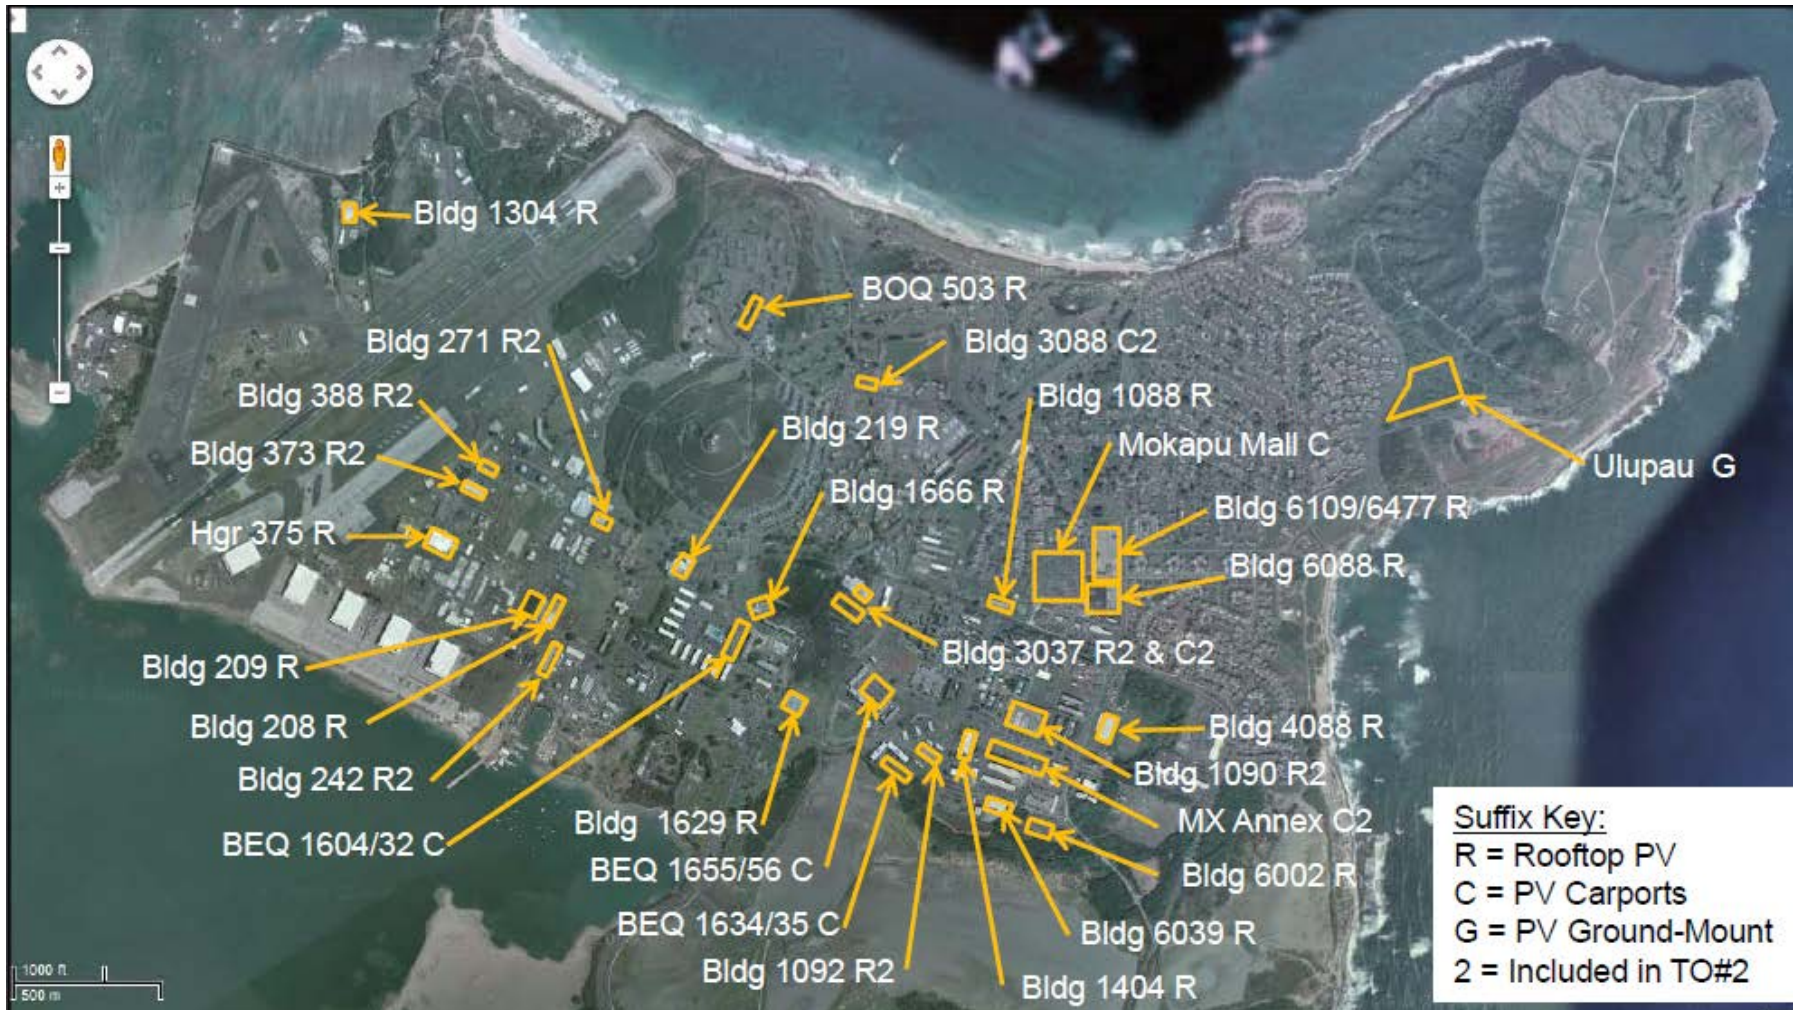 Bldg 1304 R
BOQ 503 R
Bldg 271 R2
Bldg 3088 C2
Bldg 388 R2
Bldg 1088 R
Bldg 219 R
Mokapu Mall C
Bldg 373 R2
Ulupau G
Bldg 1666 R
Bldg 6109/6477 R
Hgr 375 R
Bldg 6088 R
Bldg 3037 R2 & C2
Bldg 209 R
Bldg 208 R
Bldg 4088 R
Bldg 242 R2
Bldg 1090 R2
Bldg 1629 R
MX Annex C2
BEQ 1604/32 C
BEQ 1655/56 C
Bldg 6002 R
BEQ 1634/35 C
Bldg 6039 R
Bldg 1092 R2
Bldg 1404 R
Suffix Key:
R = Rooftop PV
C = PV Carports
G = PV Ground-Mount
2 = Included in TO#2
1000 ft
500 m